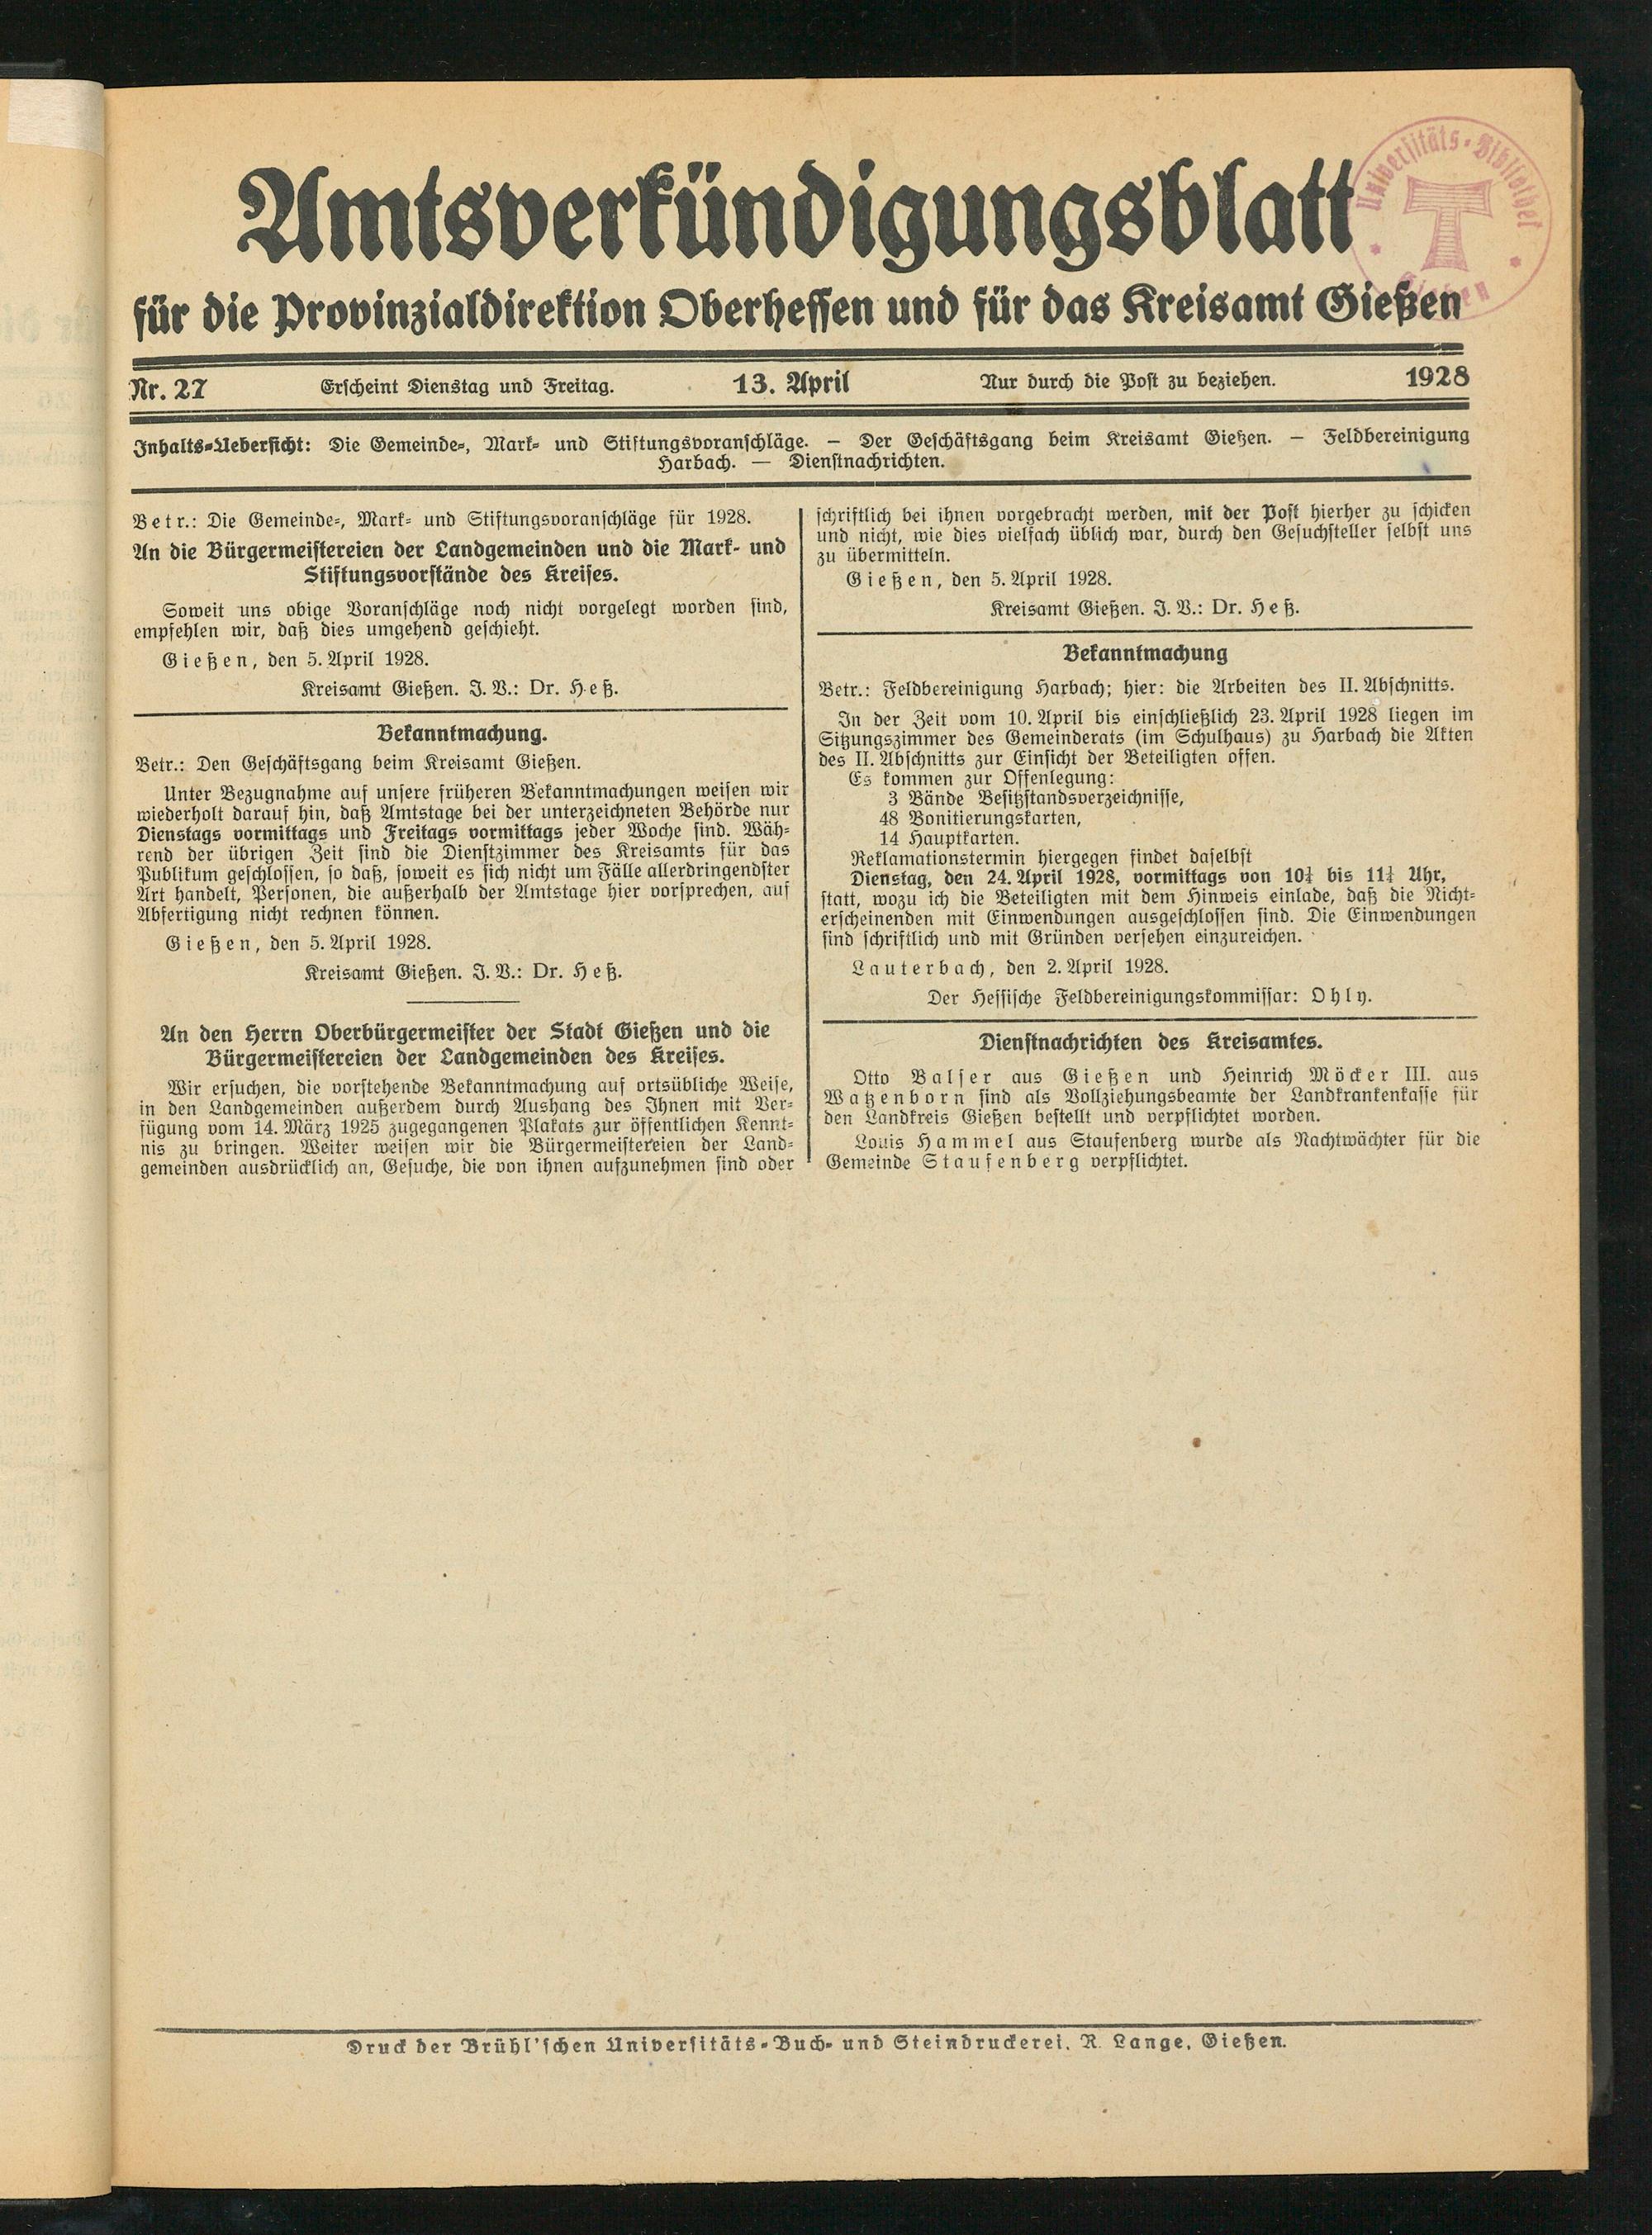 Amtsverkündigungsblatt
für die Provinzialdirektion Oberhessen und für das Kreisamt Gießen
Universitäts-Bibliothek
Gießen
Nr. 27 Erscheint Dienstag und Freitag. 13. April Nur durch die Post zu beziehen. 1928
Inhalts-Uebersicht: Die Gemeinde-, Mark- und Stiftungsvoranschläge. — Der Geschäftsgang beim Kreisamt Gießen. — Feldbereinigung
Harbach. — Dienstnachrichten.
Betr.: Die Gemeinde-, Mark- und Stiftungsvoranschläge für 1928.
An die Bürgermeistereien der Landgemeinden und die Mark- und
Stiftungsvorstände des Kreises.
Soweit uns obige Voranschläge noch nicht vorgelegt worden sind,
empfehlen wir, daß dies umgehend geschieht.
Gießen, den 5. April 1928.
Kreisamt Gießen. J. V.: Dr. Heß.
Bekanntmachung.
Betr.: Den Geschäftsgang beim Kreisamt Gießen.
Unter Bezugnahme auf unsere früheren Bekanntmachungen weisen wir
wiederholt darauf hin, daß Amtstage bei der unterzeichneten Behörde nur
Dienstags vormittags und Freitags vormittags jeder Woche sind. Wäh-
rend der übrigen Zeit sind die Dienstzimmer des Kreisamts für das
Publikum geschlossen, so daß, soweit es sich nicht um Fälle allerdringendster
Art handelt, Personen, die außerhalb der Amtstage hier vorsprechen, auf
Abfertigung nicht rechnen können.
Gießen, den 5. April 1928.
Kreisamt Gießen. J. V.: Dr. Heß.
An den Herrn Oberbürgermeister der Stadt Gießen und die
Bürgermeistereien der Landgemeinden des Kreises.
Wir ersuchen, die vorstehende Bekanntmachung auf ortsübliche Weise,
in den Landgemeinden außerdem durch Aushang des Ihnen mit Ver-
fügung vom 14. März 1925 zugegangenen Plakats zur öffentlichen Kennt-
nis zu bringen. Weiter weisen wir die Bürgermeistereien der Land-
gemeinden ausdrücklich an, Gesuche, die von ihnen aufzunehmen sind oder
schriftlich bei ihnen vorgebracht werden, mit der Post hierher zu schicken
und nicht, wie dies vielfach üblich war, durch den Gesuchsteller selbst uns
zu übermitteln.
Gießen, den 5. April 1928.
Kreisamt Gießen. J. V.: Dr. Heß.
Bekanntmachung
Betr.: Feldbereinigung Harbach; hier: die Arbeiten des II. Abschnitts.
In der Zeit vom 10. April bis einschließlich 23. April 1928 liegen im
Sitzungszimmer des Gemeinderats (im Schulhaus) zu Harbach die Akten
des II. Abschnitts zur Einsicht der Beteiligten offen.
Es kommen zur Offenlegung:
3 Bände Besitzstandsverzeichnisse,
48 Bonitierungskarten,
14 Hauptkarten.
Reklamationstermin hiergegen findet daselbst
Dienstag, den 24. April 1928, vormittags von 10¾ bis 11¾ Uhr,
statt, wozu ich die Beteiligten mit dem Hinweis einlade, daß die Nicht-
erscheinenden mit Einwendungen ausgeschlossen sind. Die Einwendungen
sind schriftlich und mit Gründen versehen einzureichen.
Lauterbach, den 2. April 1928.
Der Hessische Feldbereinigungskommissar: Ohly.
Dienstnachrichten des Kreisamtes.
Otto Balser aus Gießen und Heinrich Möcker III. aus
Watzenborn sind als Vollziehungsbeamte der Landkrankenkasse für
den Landkreis Gießen bestellt und verpflichtet worden.
Louis Hammel aus Staufenberg wurde als Nachtwächter für die
Gemeinde Staufenberg verpflichtet.
Druck der Brühl'schen Universitäts-Buch- und Steindruckerei. R. Lange, Gießen.